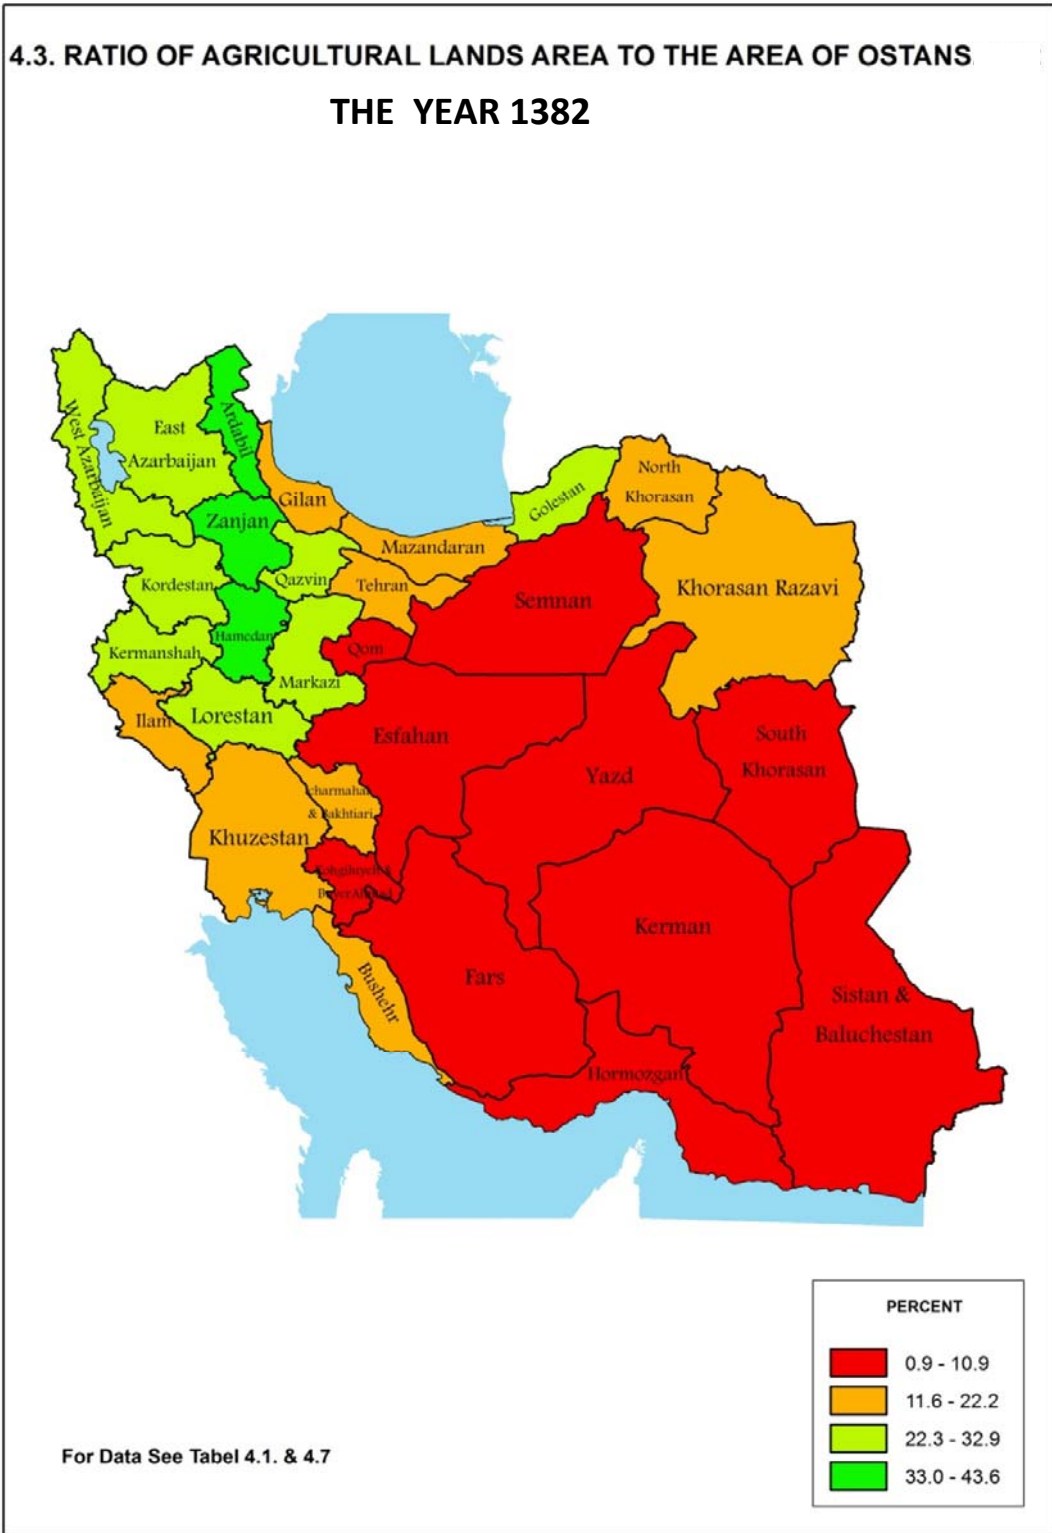 4.3. RATIO OF AGRICULTURAL LANDS AREA TO THE AREA OF OSTANS
THE YEAR 1382
West Azarbaijan
East
Azarbaijan
Ardabil
Gilan
Zanjan
Golestan
North
Khorasan
Mazandaran
Kordestan
Qazvin
Tehran
Khorasan Razavi
Semnan
Hamedan
Kermanshah
Qom
Markazi
Ilam
Lorestan
Esfahan
South
Khorasan
Yazd
charmahal
& Bakhtiari
Khuzestan
Kohgiluyeh &
BoyerAhmad
Kerman
Fars
Bushehr
Sistan &
Baluchestan
Hormozgan
PERCENT
0.9 - 10.9
11.6 - 22.2
22.3 - 32.9
33.0 - 43.6
For Data See Tabel 4.1. & 4.7